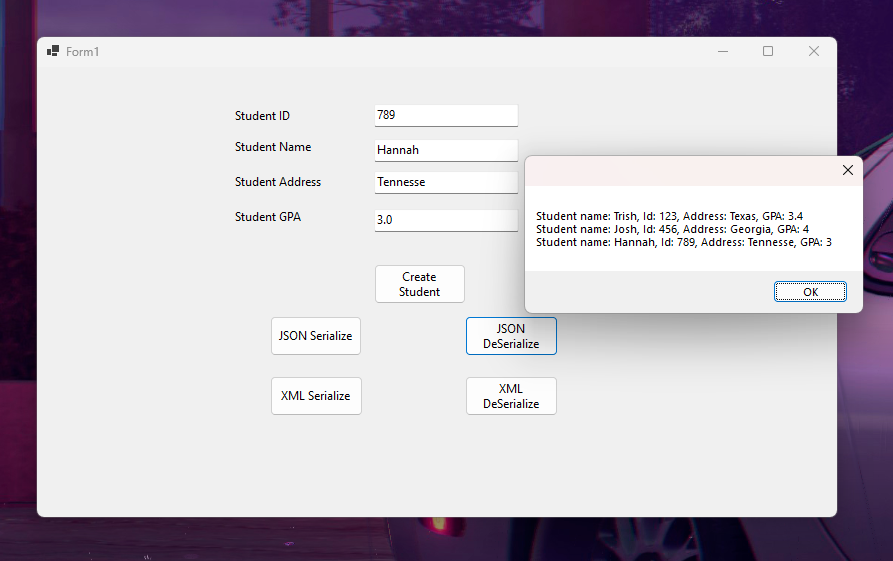 Form1
Student ID
789
Student Name
Hannah
Student Address
Tennesse
Student GPA
3.0
Student name: Trish, Id: 123, Address: Texas, GPA: 3.4
Student name: Josh, Id: 456, Address: Georgia, GPA: 4
Student name: Hannah, Id: 789, Address: Tennesse, GPA: 3
OK
Create
Student
JSON Serialize
JSON
DeSerialize
XML Serialize
XML
DeSerialize